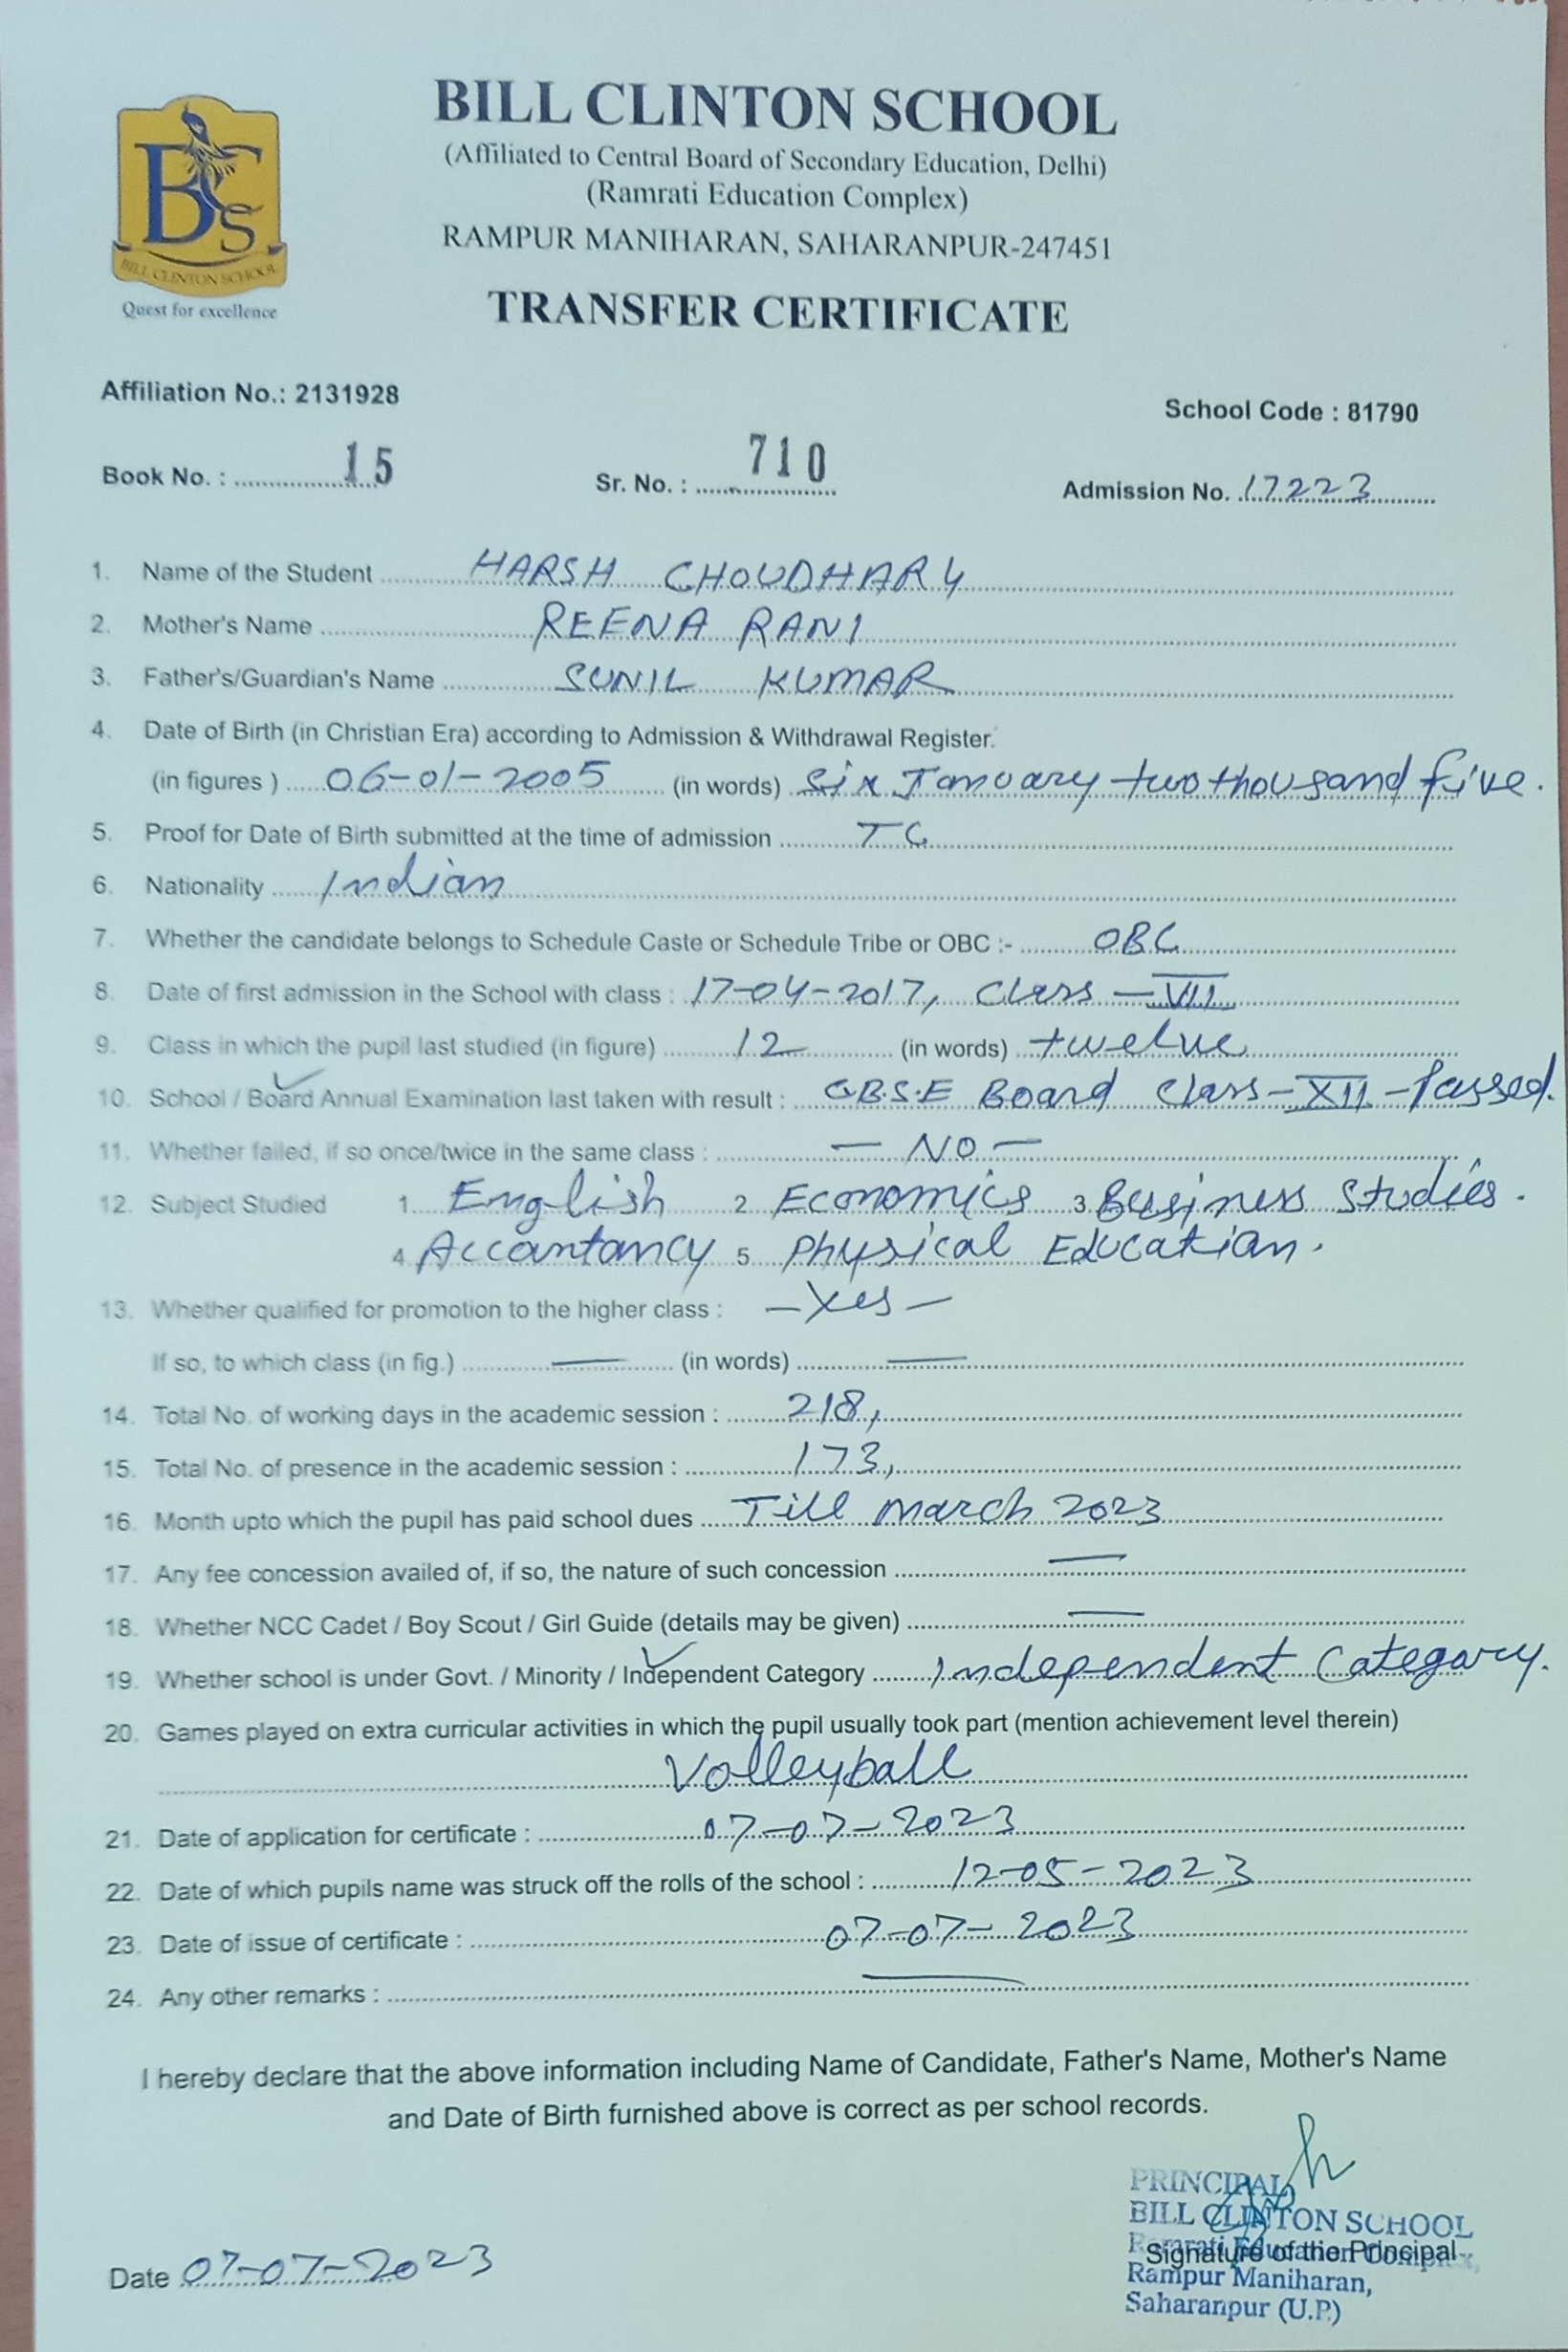 BILL CLINTON SCHOOL
(Affiliated to Central Board of Secondary Education, Delhi)
(Ramrati Education Complex)
RAMPUR MANIHARAN, SAHARANPUR-247451
BCS
BILL CLINTON SCHOOL
Quest for excellence
TRANSFER CERTIFICATE
Affiliation No.: 2131928 School Code : 81790
Book No. : 15 Sr. No. : 710 Admission No. 17223
1. Name of the Student HARSH CHOUDHARY
2. Mother's Name REENA RANI
3. Father's/Guardian's Name SUNIL KUMAR
4. Date of Birth (in Christian Era) according to Admission & Withdrawal Register.
(in figures ) 06-01-2005 (in words) Six January two thousand five.
5. Proof for Date of Birth submitted at the time of admission TC
6. Nationality Indian
7. Whether the candidate belongs to Schedule Caste or Schedule Tribe or OBC :- OBC
8. Date of first admission in the School with class : 17-04-2017, Class - VII
9. Class in which the pupil last studied (in figure) 12 (in words) twelve
10. School / Board Annual Examination last taken with result : CBSE Board Class-XII-Passed.
11. Whether failed, if so once/twice in the same class : — NO —
12. Subject Studied 1. English 2. Economics 3. Business Studies.
4. Accantancy 5. Physical Education.
13. Whether qualified for promotion to the higher class : — Yes —
If so, to which class (in fig.) — (in words) —
14. Total No. of working days in the academic session : 218,
15. Total No. of presence in the academic session : 173,
16. Month upto which the pupil has paid school dues Till March 2023
17. Any fee concession availed of, if so, the nature of such concession —
18. Whether NCC Cadet / Boy Scout / Girl Guide (details may be given) —
19. Whether school is under Govt. / Minority / Independent Category Independent Category.
20. Games played on extra curricular activities in which the pupil usually took part (mention achievement level therein)
Volleyball
21. Date of application for certificate : 07-07-2023
22. Date of which pupils name was struck off the rolls of the school : 12-05-2023
23. Date of issue of certificate : 07-07-2023
24. Any other remarks : —
I hereby declare that the above information including Name of Candidate, Father's Name, Mother's Name
and Date of Birth furnished above is correct as per school records.
PRINCIPAL
BILL CLINTON SCHOOL
Ramrati Education Complex,
Signature of the Principal
Rampur Maniharan,
Saharanpur (U.P.)
Date 07-07-2023